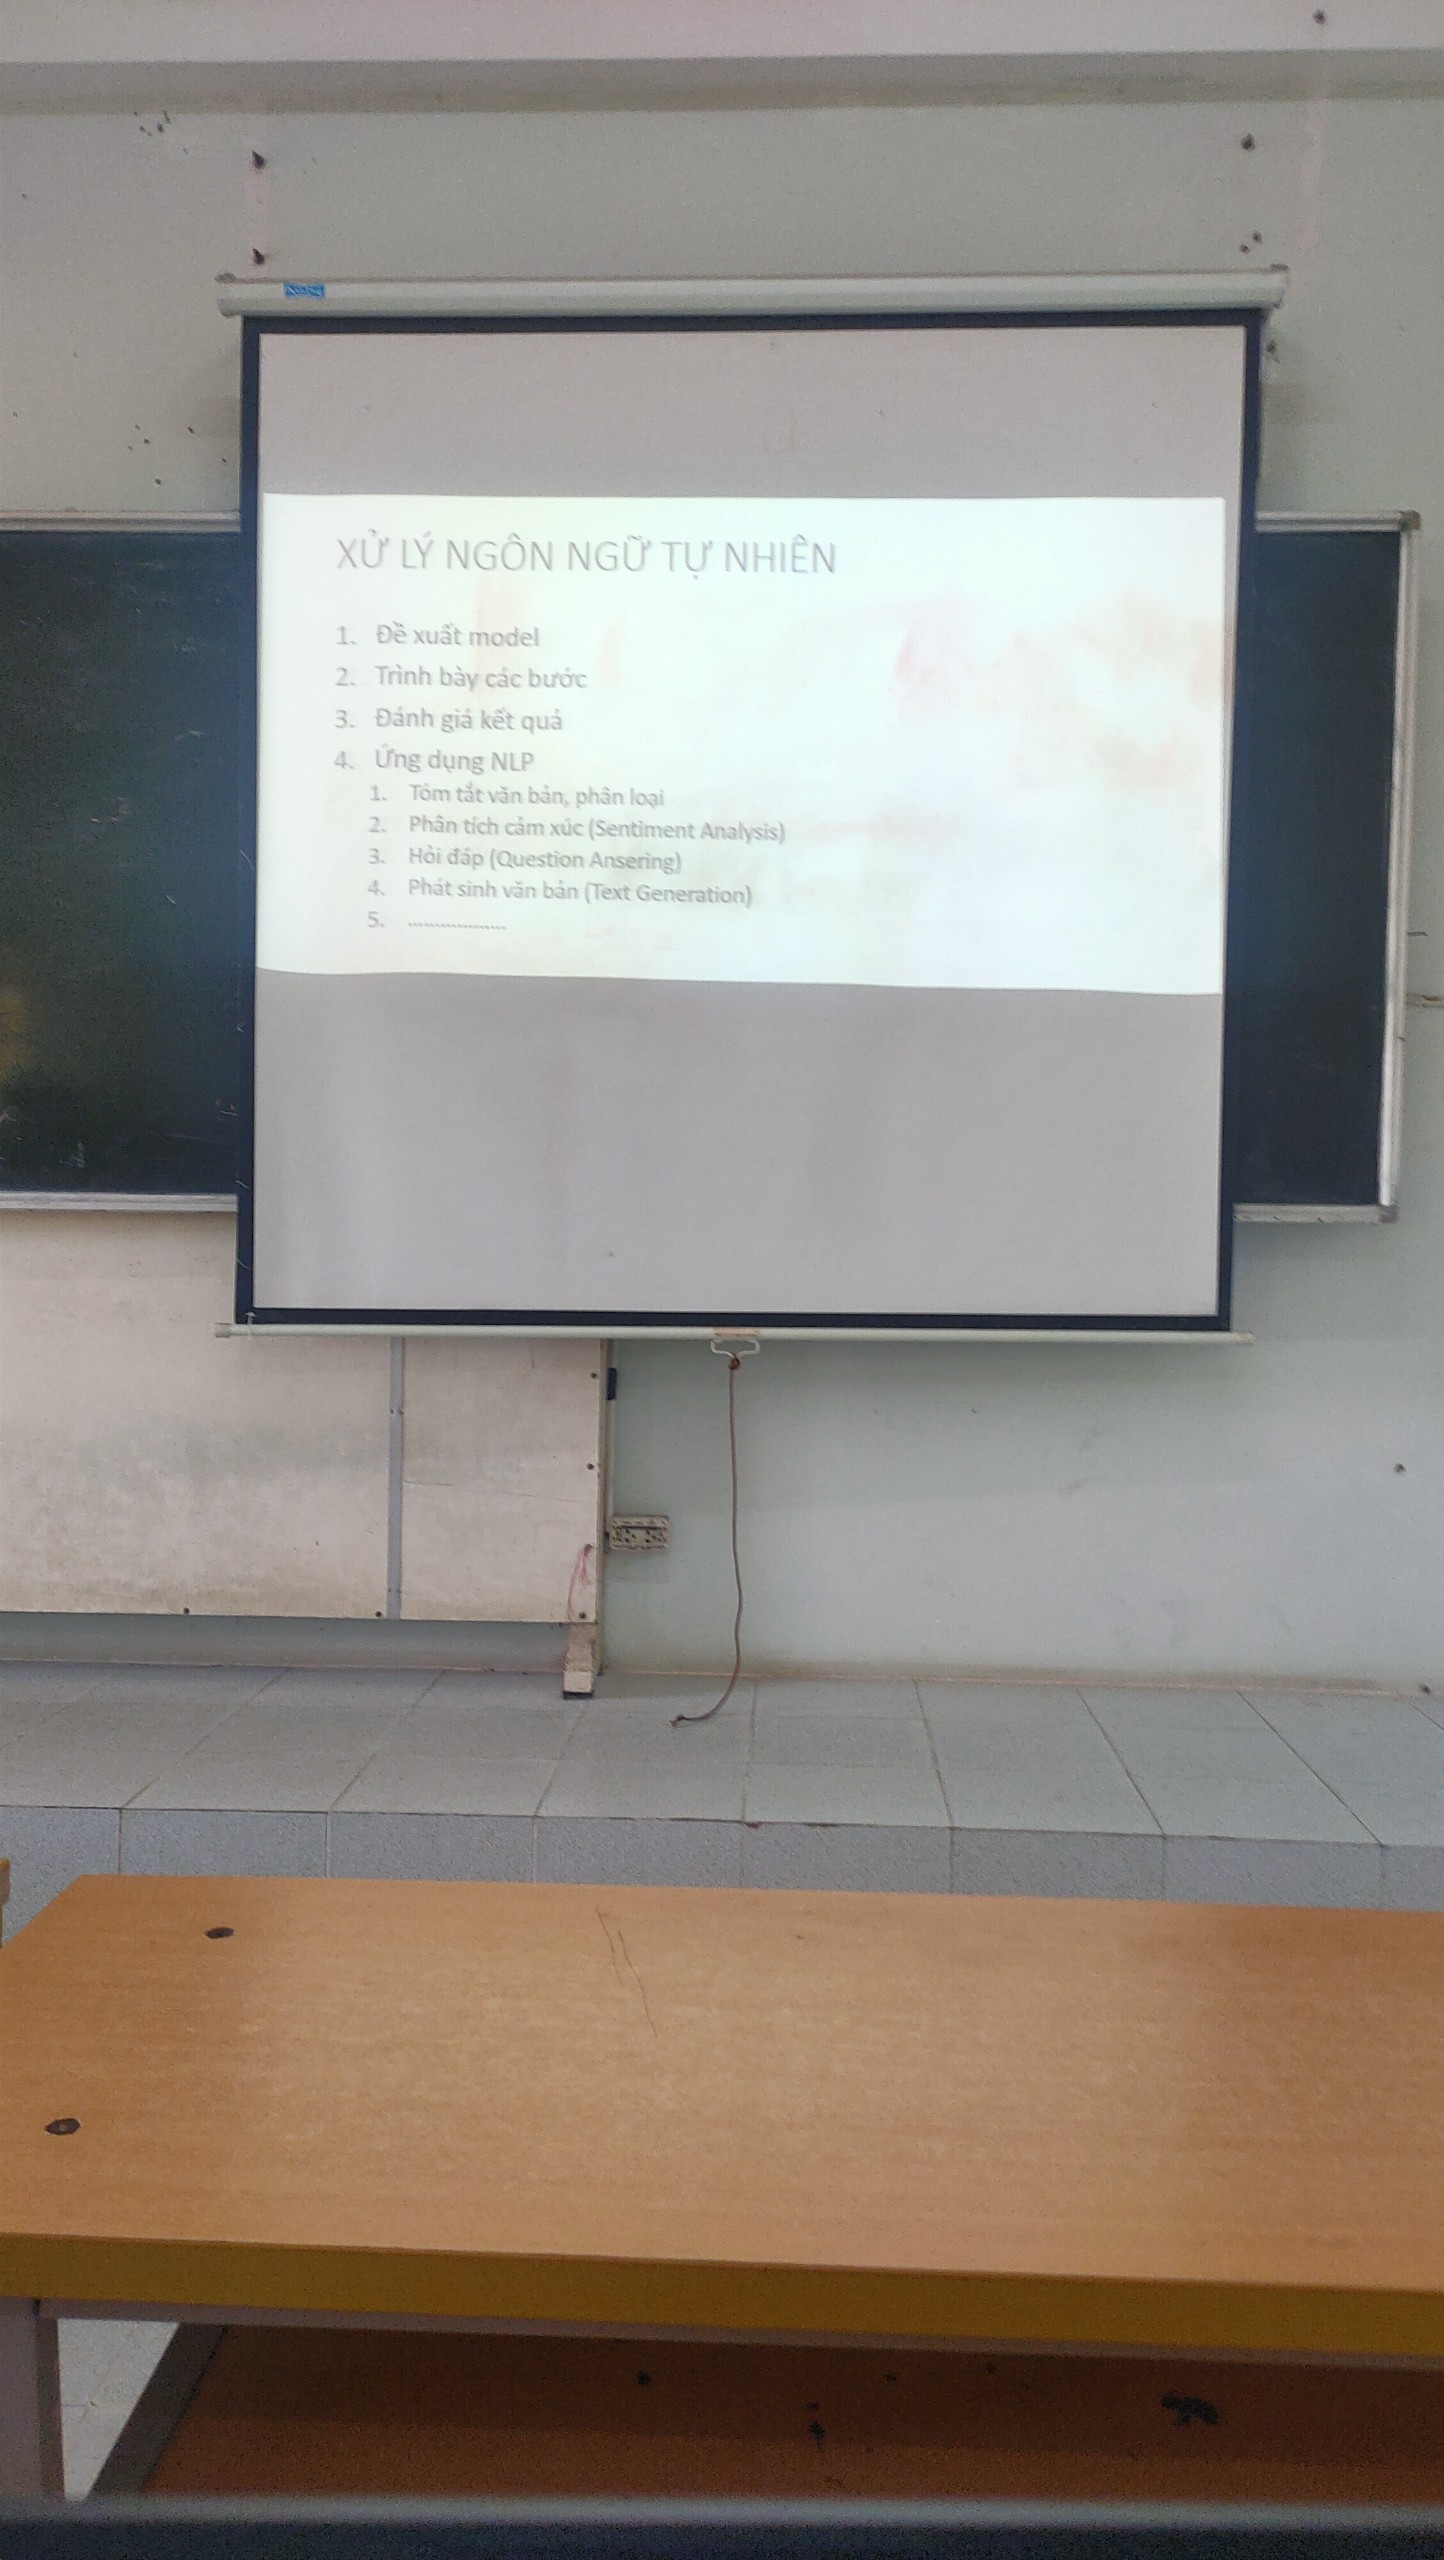 XỬ LÝ NGÔN NGỮ TỰ NHIÊN
1. Đề xuất model
2. Trình bày các bước
3. Đánh giá kết quả
4. Ứng dụng NLP
1. Tóm tắt văn bản, phân loại
2. Phân tích cảm xúc (Sentiment Analysis)
3. Hỏi đáp (Question Ansering)
4. Phát sinh văn bản (Text Generation)
5. ...................